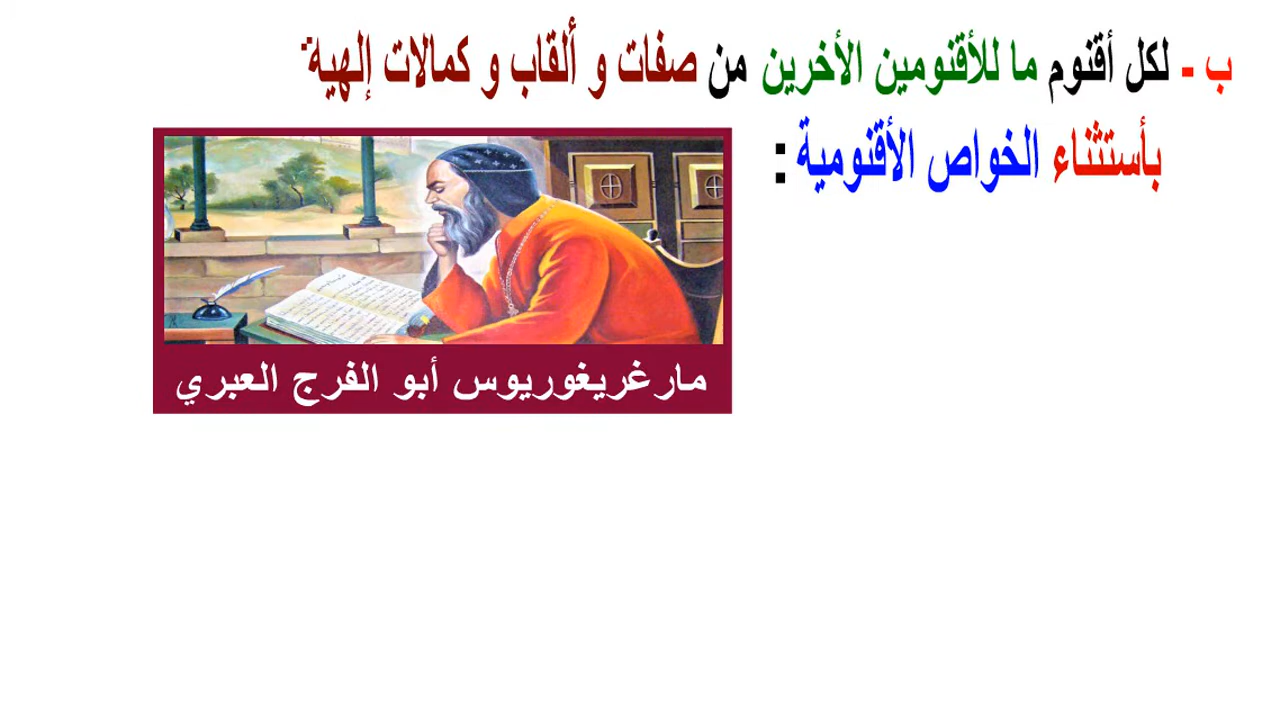 ب - لكل أقنوم ما للأقنومين الأخرين من صفات و ألقاب و كمالات إلهية
بأستثناء الخواص الأقنومية :
مارغريغوريوس أبو الفرج العبري